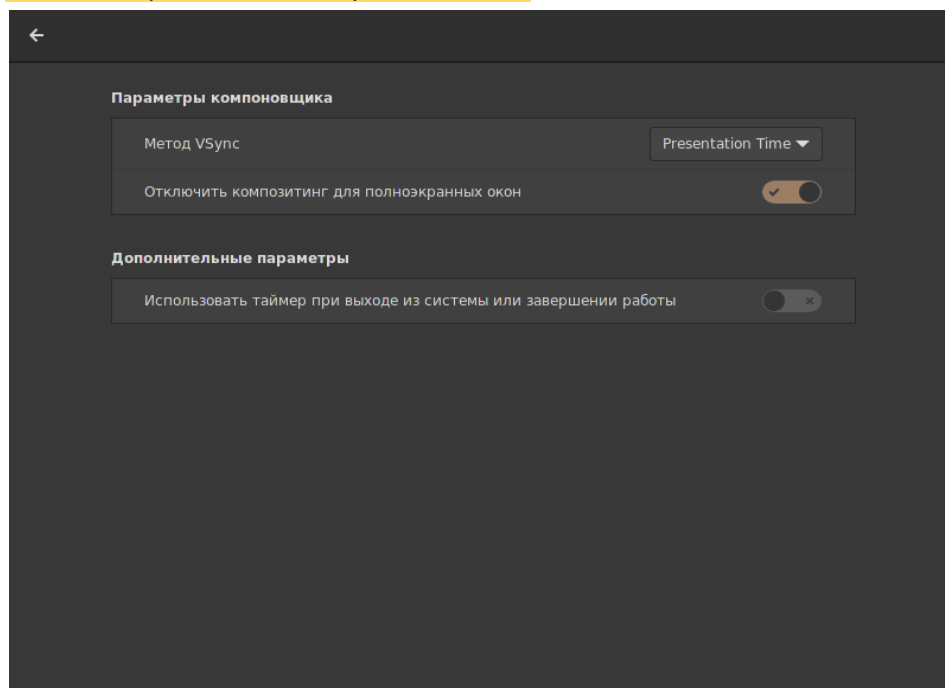 Параметры компоновщика
Метод VSync
Presentation Time
Отключить композитинг для полноэкранных окон
Дополнительные параметры
Использовать таймер при выходе из системы или завершении работы